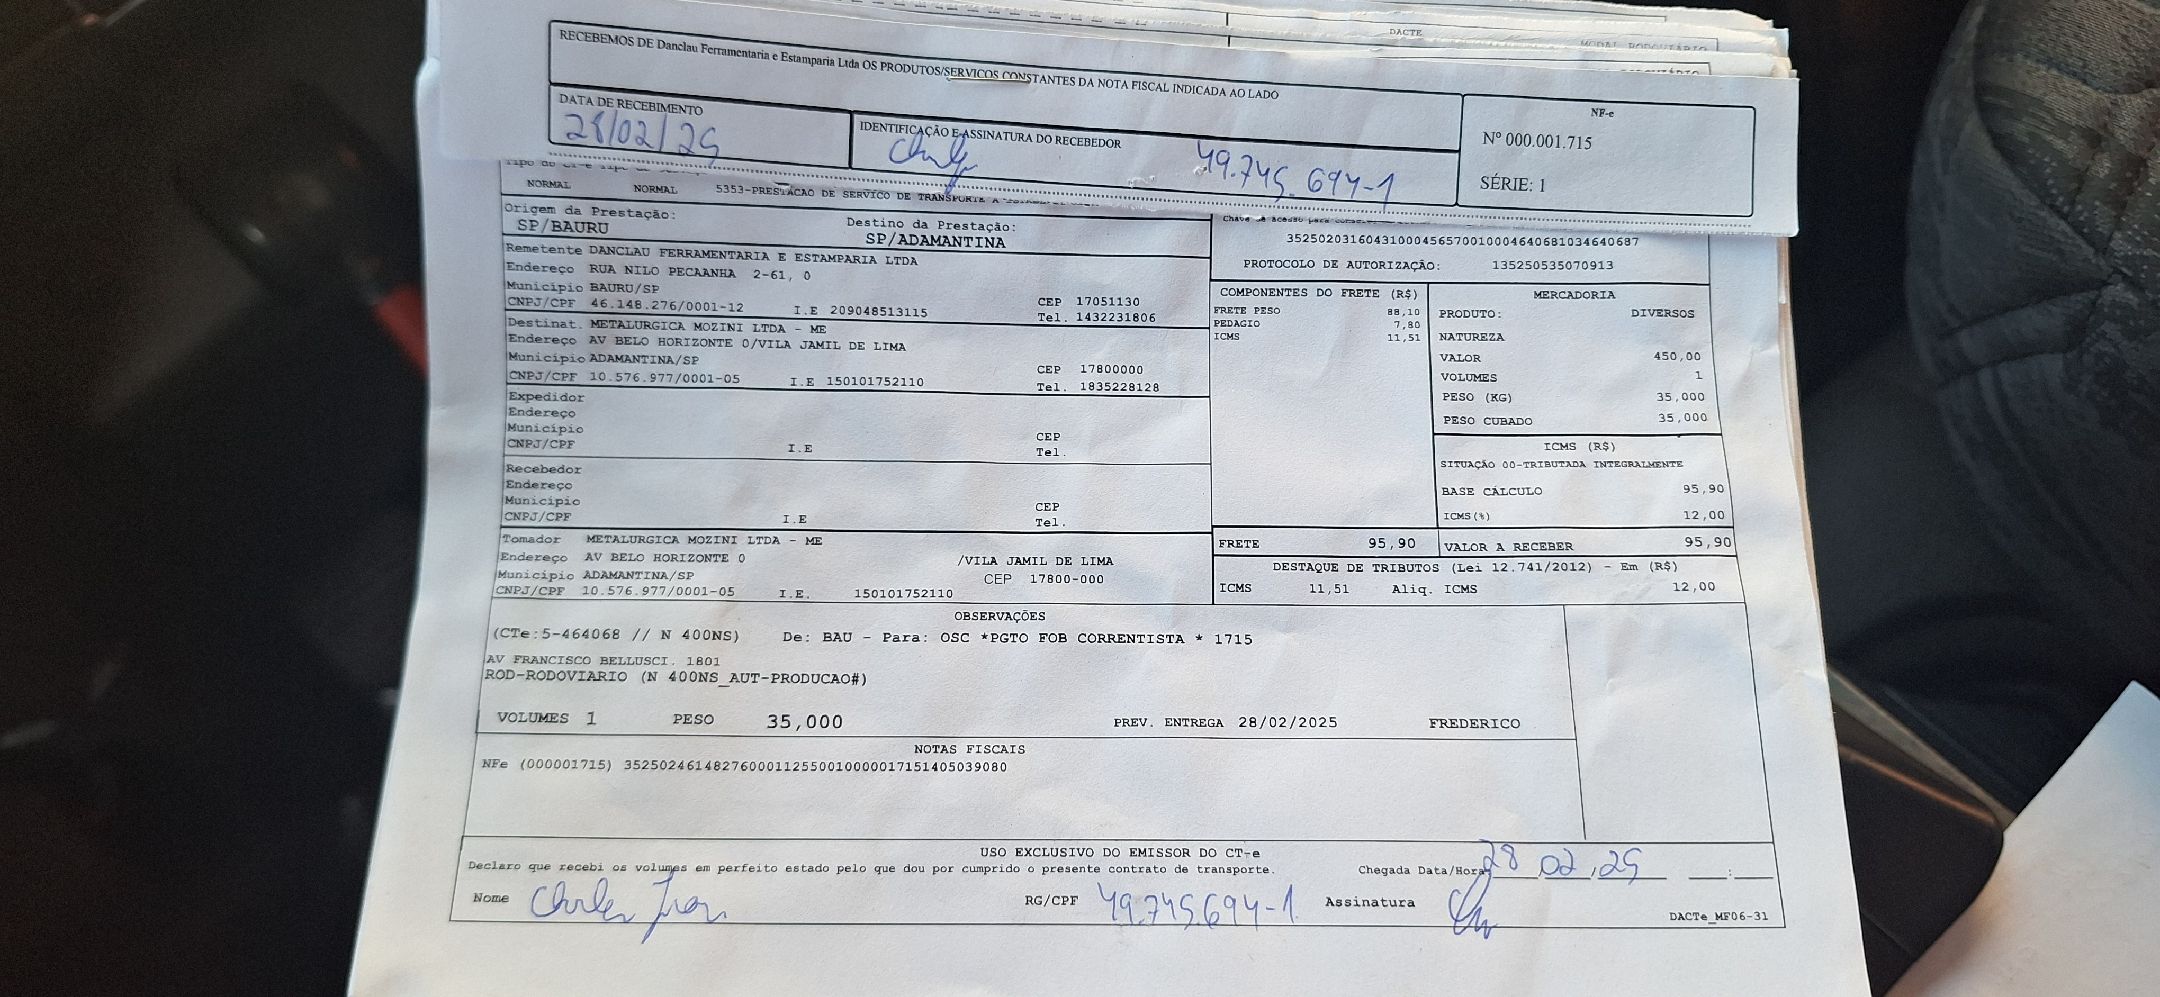 DACTE
MODAL RODOVIÁRIO
RECEBEMOS DE Danclau Ferramentaria e Estamparia Ltda OS PRODUTOS/SERVICOS CONSTANTES DA NOTA FISCAL INDICADA AO LADO
DATA DE RECEBIMENTO
28/02/25
IDENTIFICAÇÃO E ASSINATURA DO RECEBEDOR
49.745.694-1
NF-e
Nº 000.001.715
SÉRIE: 1
NORMAL NORMAL 5353-PRESTACAO DE SERVICO DE TRANSPORTE A
Origem da Prestação:
SP/BAURU
Destino da Prestação:
SP/ADAMANTINA
Remetente DANCLAU FERRAMENTARIA E ESTAMPARIA LTDA
Endereço RUA NILO PECAANHA 2-61, 0
Município BAURU/SP CEP 17051130
CNPJ/CPF 46.148.276/0001-12 I.E 209048513115 Tel. 1432231806
Destinat. METALURGICA MOZINI LTDA - ME
Endereço AV BELO HORIZONTE 0/VILA JAMIL DE LIMA
Município ADAMANTINA/SP CEP 17800000
CNPJ/CPF 10.576.977/0001-05 I.E 150101752110 Tel. 1835228128
Expedidor
Endereço
Município CEP
CNPJ/CPF I.E Tel.
Recebedor
Endereço
Município CEP
CNPJ/CPF I.E Tel.
Tomador METALURGICA MOZINI LTDA - ME
Endereço AV BELO HORIZONTE 0 /VILA JAMIL DE LIMA
Município ADAMANTINA/SP CEP 17800-000
CNPJ/CPF 10.576.977/0001-05 I.E. 150101752110
Chave de acesso para
35250203160431000456570010004640681034640687
PROTOCOLO DE AUTORIZAÇÃO: 135250535070913
COMPONENTES DO FRETE (R$)
FRETE PESO 88,10
PEDAGIO 7,80
ICMS 11,51
MERCADORIA
PRODUTO: DIVERSOS
NATUREZA
VALOR 450,00
VOLUMES 1
PESO (KG) 35,000
PESO CUBADO 35,000
ICMS (R$)
SITUAÇÃO 00-TRIBUTADA INTEGRALMENTE
BASE CÁLCULO 95,90
ICMS(%) 12,00
FRETE 95,90 VALOR A RECEBER 95,90
DESTAQUE DE TRIBUTOS (Lei 12.741/2012) - Em (R$)
ICMS 11,51 Aliq. ICMS 12,00
OBSERVAÇÕES
(CTe:5-464068 // N 400NS) De: BAU - Para: OSC *PGTO FOB CORRENTISTA * 1715
AV FRANCISCO BELLUSCI. 1801
ROD-RODOVIARIO (N 400NS_AUT-PRODUCAO#)
VOLUMES 1 PESO 35,000 PREV. ENTREGA 28/02/2025 FREDERICO
NOTAS FISCAIS
NFe (000001715) 35250246148276000112550010000017151405039080
USO EXCLUSIVO DO EMISSOR DO CT-e
Declaro que recebi os volumes em perfeito estado pelo que dou por cumprido o presente contrato de transporte. Chegada Data/Hora 28 02,25 ____:____
Nome RG/CPF 49.745.694-1 Assinatura
DACTe_MF06-31